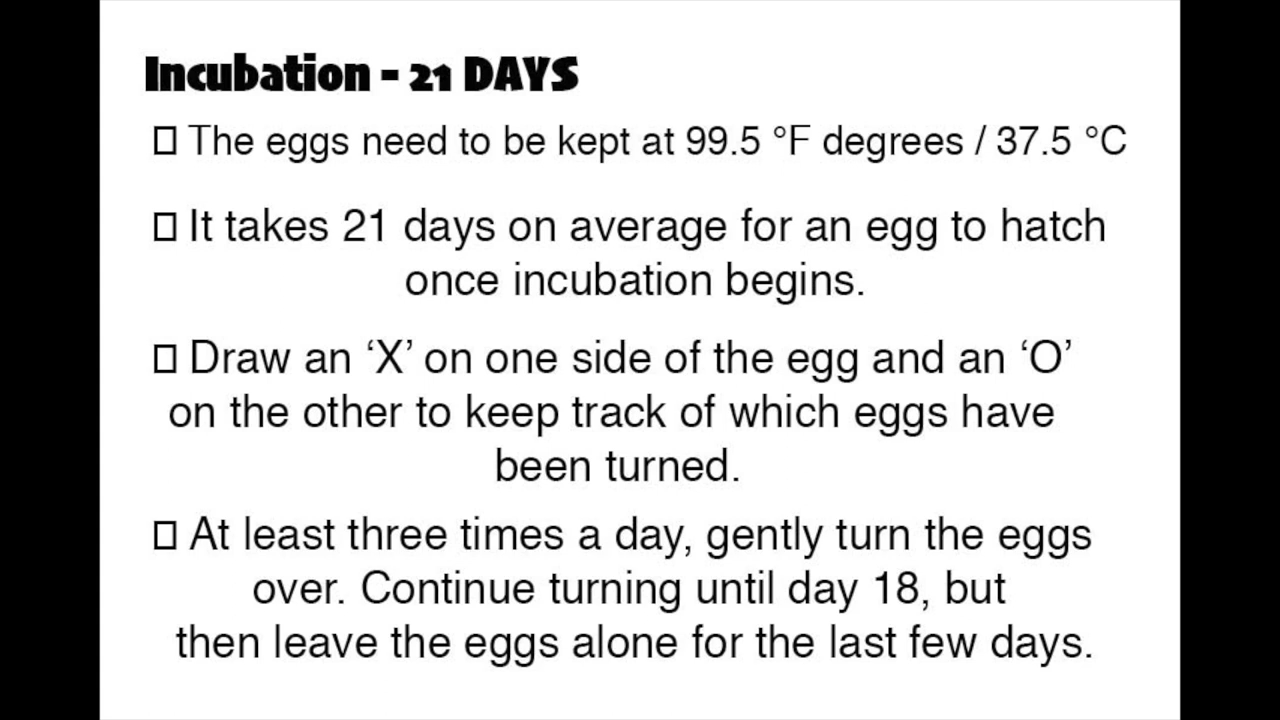 Incubation - 21 DAYS
□ The eggs need to be kept at 99.5 °F degrees / 37.5 °C
□ It takes 21 days on average for an egg to hatch
once incubation begins.
□ Draw an ‘X’ on one side of the egg and an ‘O’
on the other to keep track of which eggs have
been turned.
□ At least three times a day, gently turn the eggs
over. Continue turning until day 18, but
then leave the eggs alone for the last few days.